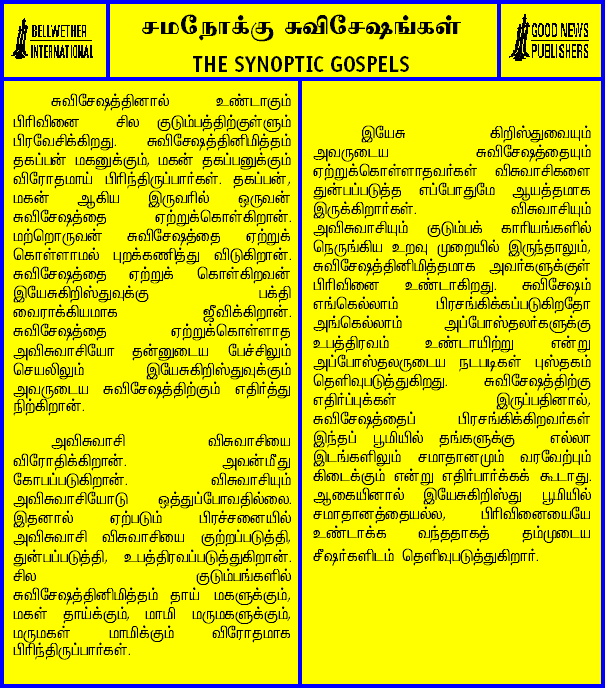 BELLWETHER
INTERNATIONAL
சமநோக்கு சுவிசேஷங்கள்
THE SYNOPTIC GOSPELS
GOOD NEWS
PUBLISHERS
சுவிசேஷத்தினால் உண்டாகும்
பிரிவினை சில குடும்பத்திற்குள்ளும்
பிரவேசிக்கிறது. சுவிசேஷத்தினிமித்தம்
தகப்பன் மகனுக்கும், மகன் தகப்பனுக்கும்
விரோதமாய் பிரிந்திருப்பார்கள். தகப்பன்,
மகன் ஆகிய இருவரில் ஒருவன்
சுவிசேஷத்தை ஏற்றுக்கொள்கிறான்.
மற்றொருவன் சுவிசேஷத்தை ஏற்றுக்
கொள்ளாமல் புறக்கணித்து விடுகிறான்.
சுவிசேஷத்தை ஏற்றுக் கொள்கிறவன்
இயேசுகிறிஸ்துவுக்கு பக்தி
வைராக்கியமாக ஜீவிக்கிறான்.
சுவிசேஷத்தை ஏற்றுக்கொள்ளாத
அவிசுவாசியோ தன்னுடைய பேச்சிலும்
செயலிலும் இயேசுகிறிஸ்துவுக்கும்
அவருடைய சுவிசேஷத்திற்கும் எதிர்த்து
நிற்கிறான்.
அவிசுவாசி விசுவாசியை
விரோதிக்கிறான். அவன்மீது
கோபப்படுகிறான். விசுவாசியும்
அவிசுவாசியோடு ஒத்துப்போவதில்லை.
இதனால் ஏற்படும் பிரச்சனையில்
அவிசுவாசி விசுவாசியை குற்றப்படுத்தி,
துன்பப்படுத்தி, உபத்திரவப்படுத்துகிறான்.
சில குடும்பங்களில்
சுவிசேஷத்தினிமித்தம் தாய் மகளுக்கும்,
மகள் தாய்க்கும், மாமி மருமகளுக்கும்,
மருமகள் மாமிக்கும் விரோதமாக
பிரிந்திருப்பார்கள்.
இயேசு கிறிஸ்துவையும்
அவருடைய சுவிசேஷத்தையும்
ஏற்றுக்கொள்ளாதவர்கள் விசுவாசிகளை
துன்பப்படுத்த எப்போதுமே ஆயத்தமாக
இருக்கிறார்கள். விசுவாசியும்
அவிசுவாசியும் குடும்பக் காரியங்களில்
நெருங்கிய உறவு முறையில் இருந்தாலும்,
சுவிசேஷத்தினிமித்தமாக அவர்களுக்குள்
பிரிவினை உண்டாகிறது. சுவிசேஷம்
எங்கெல்லாம் பிரசங்கிக்கப்படுகிறதோ
அங்கெல்லாம் அப்போஸ்தலர்களுக்கு
உபத்திரவம் உண்டாயிற்று என்று
அப்போஸ்தலருடைய நடபடிகள் புஸ்தகம்
தெளிவுபடுத்துகிறது. சுவிசேஷத்திற்கு
எதிர்ப்புக்கள் இருப்பதினால்,
சுவிசேஷத்தைப் பிரசங்கிக்கிறவர்கள்
இந்தப் பூமியில் தங்களுக்கு எல்லா
இடங்களிலும் சமாதானமும் வரவேற்பும்
கிடைக்கும் என்று எதிர்பார்க்கக் கூடாது.
ஆகையினால் இயேசுகிறிஸ்து பூமியில்
சமாதானத்தையல்ல, பிரிவினையையே
உண்டாக்க வந்ததாகத் தம்முடைய
சீஷர்களிடம் தெளிவுபடுத்துகிறார்.